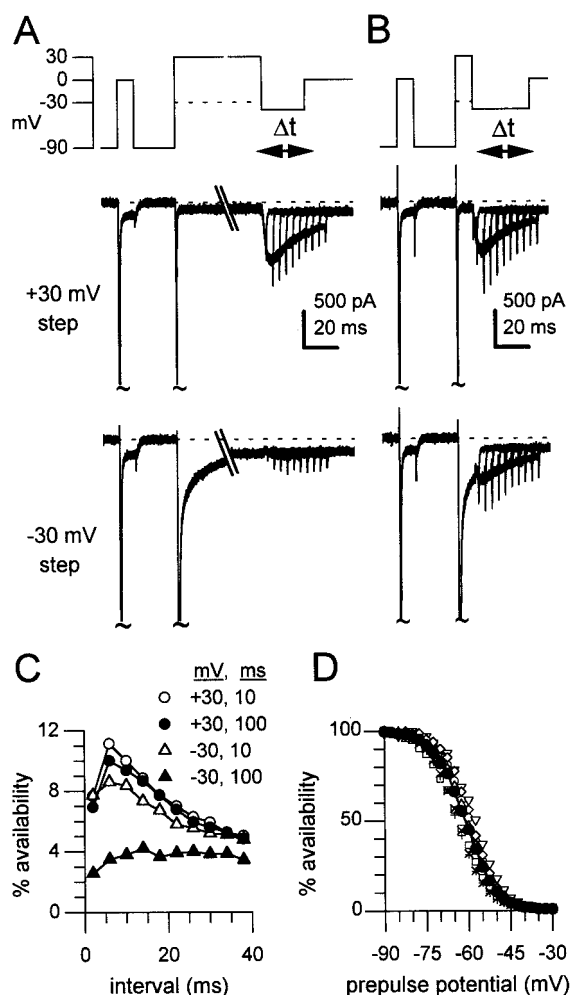 A
B
30
0
-30
mV
-90
Δt
Δt
+30 mV
step
500 pA
20 ms
500 pA
20 ms
~
~
~
~
-30 mV
step
~
~
~
~
C
D
mV, ms
+30, 10
+30, 100
-30, 10
-30, 100
12
8
4
0
% availability
0 20 40
interval (ms)
100
50
0
% availability
-90 -75 -60 -45 -30
prepulse potential (mV)